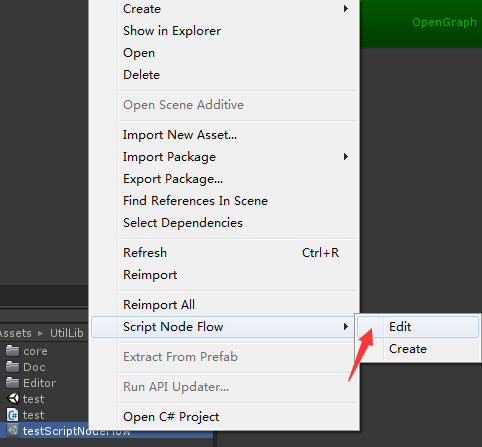 Create
OpenGraph
Show in Explorer
Open
Delete
Open Scene Additive
Import New Asset...
Import Package
Export Package...
Find References In Scene
Select Dependencies
Refresh Ctrl+R
Reimport
Reimport All
Script Node Flow
Edit
Create
Extract From Prefab
Run API Updater...
Open C# Project
Assets ▸ UtilLib
core
Doc
Editor
test
test
testScriptNodeFlow